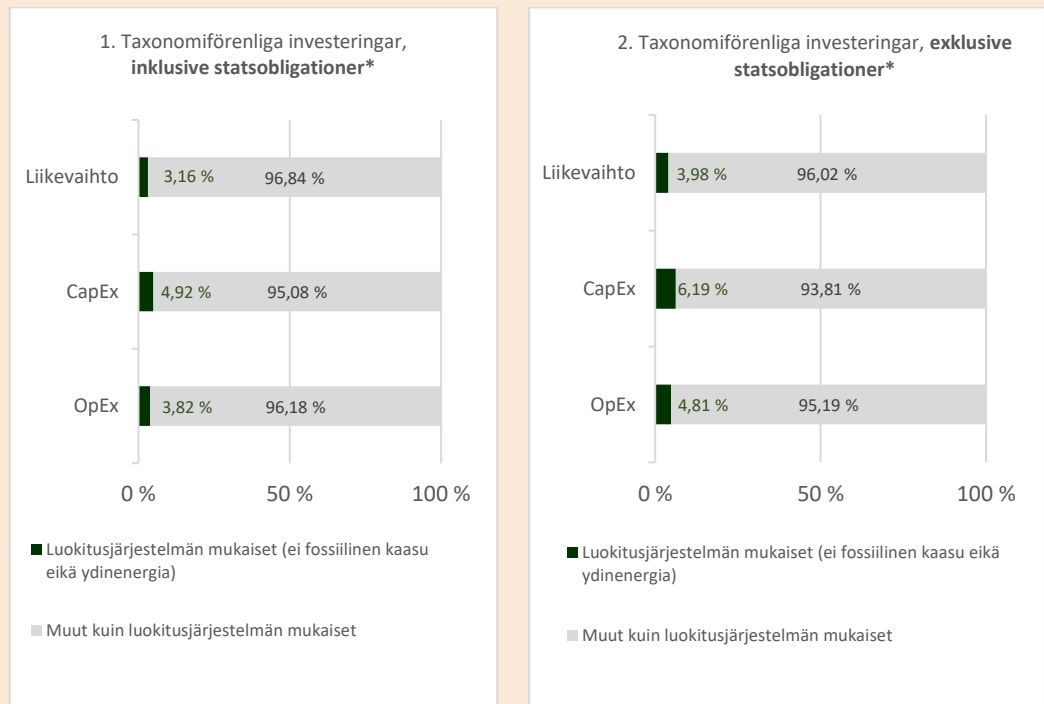 1. Taxonomiförenliga investeringar,
inklusive statsobligationer*
Liikevaihto
3,16 %
96,84 %
CapEx
4,92 %
95,08 %
OpEx
3,82 %
96,18 %
0 %
50 %
100 %
Luokitusjärjestelmän mukaiset (ei fossiilinen kaasu
eikä ydinenergia)
Muut kuin luokitusjärjestelmän mukaiset
2. Taxonomiförenliga investeringar, exklusive
statsobligationer*
Liikevaihto
3,98 %
96,02 %
CapEx
6,19 %
93,81 %
OpEx
4,81 %
95,19 %
0 %
50 %
100 %
Luokitusjärjestelmän mukaiset (ei fossiilinen kaasu eikä
ydinenergia)
Muut kuin luokitusjärjestelmän mukaiset